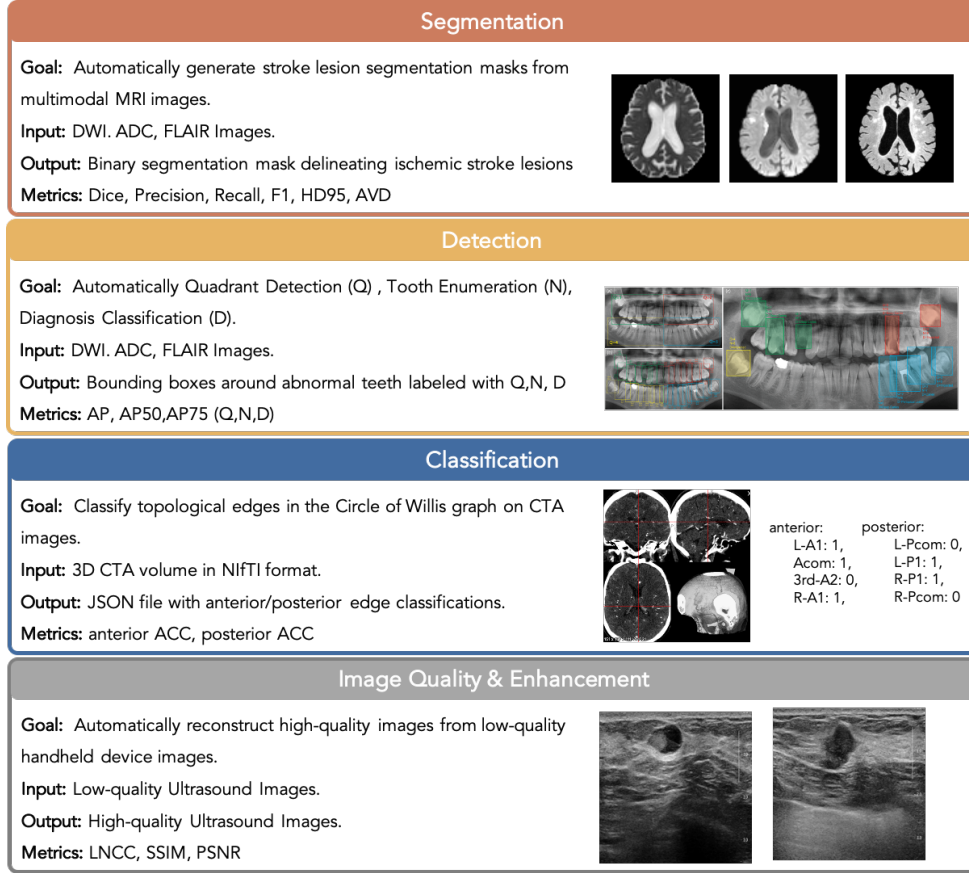 Segmentation
Goal: Automatically generate stroke lesion segmentation masks from
multimodal MRI images.
Input: DWI. ADC, FLAIR Images.
Output: Binary segmentation mask delineating ischemic stroke lesions
Metrics: Dice, Precision, Recall, F1, HD95, AVD
Detection
Goal: Automatically Quadrant Detection (Q) , Tooth Enumeration (N),
Diagnosis Classification (D).
Input: DWI. ADC, FLAIR Images.
Output: Bounding boxes around abnormal teeth labeled with Q,N, D
Metrics: AP, AP50,AP75 (Q,N,D)
Classification
Goal: Classify topological edges in the Circle of Willis graph on CTA
images.
Input: 3D CTA volume in NIfTI format.
Output: JSON file with anterior/posterior edge classifications.
Metrics: anterior ACC, posterior ACC
anterior:
L-A1: 1,
Acom: 1,
3rd-A2: 0,
R-A1: 1,
posterior:
L-Pcom: 0,
L-P1: 1,
R-P1: 1,
R-Pcom: 0
Image Quality & Enhancement
Goal: Automatically reconstruct high-quality images from low-quality
handheld device images.
Input: Low-quality Ultrasound Images.
Output: High-quality Ultrasound Images.
Metrics: LNCC, SSIM, PSNR